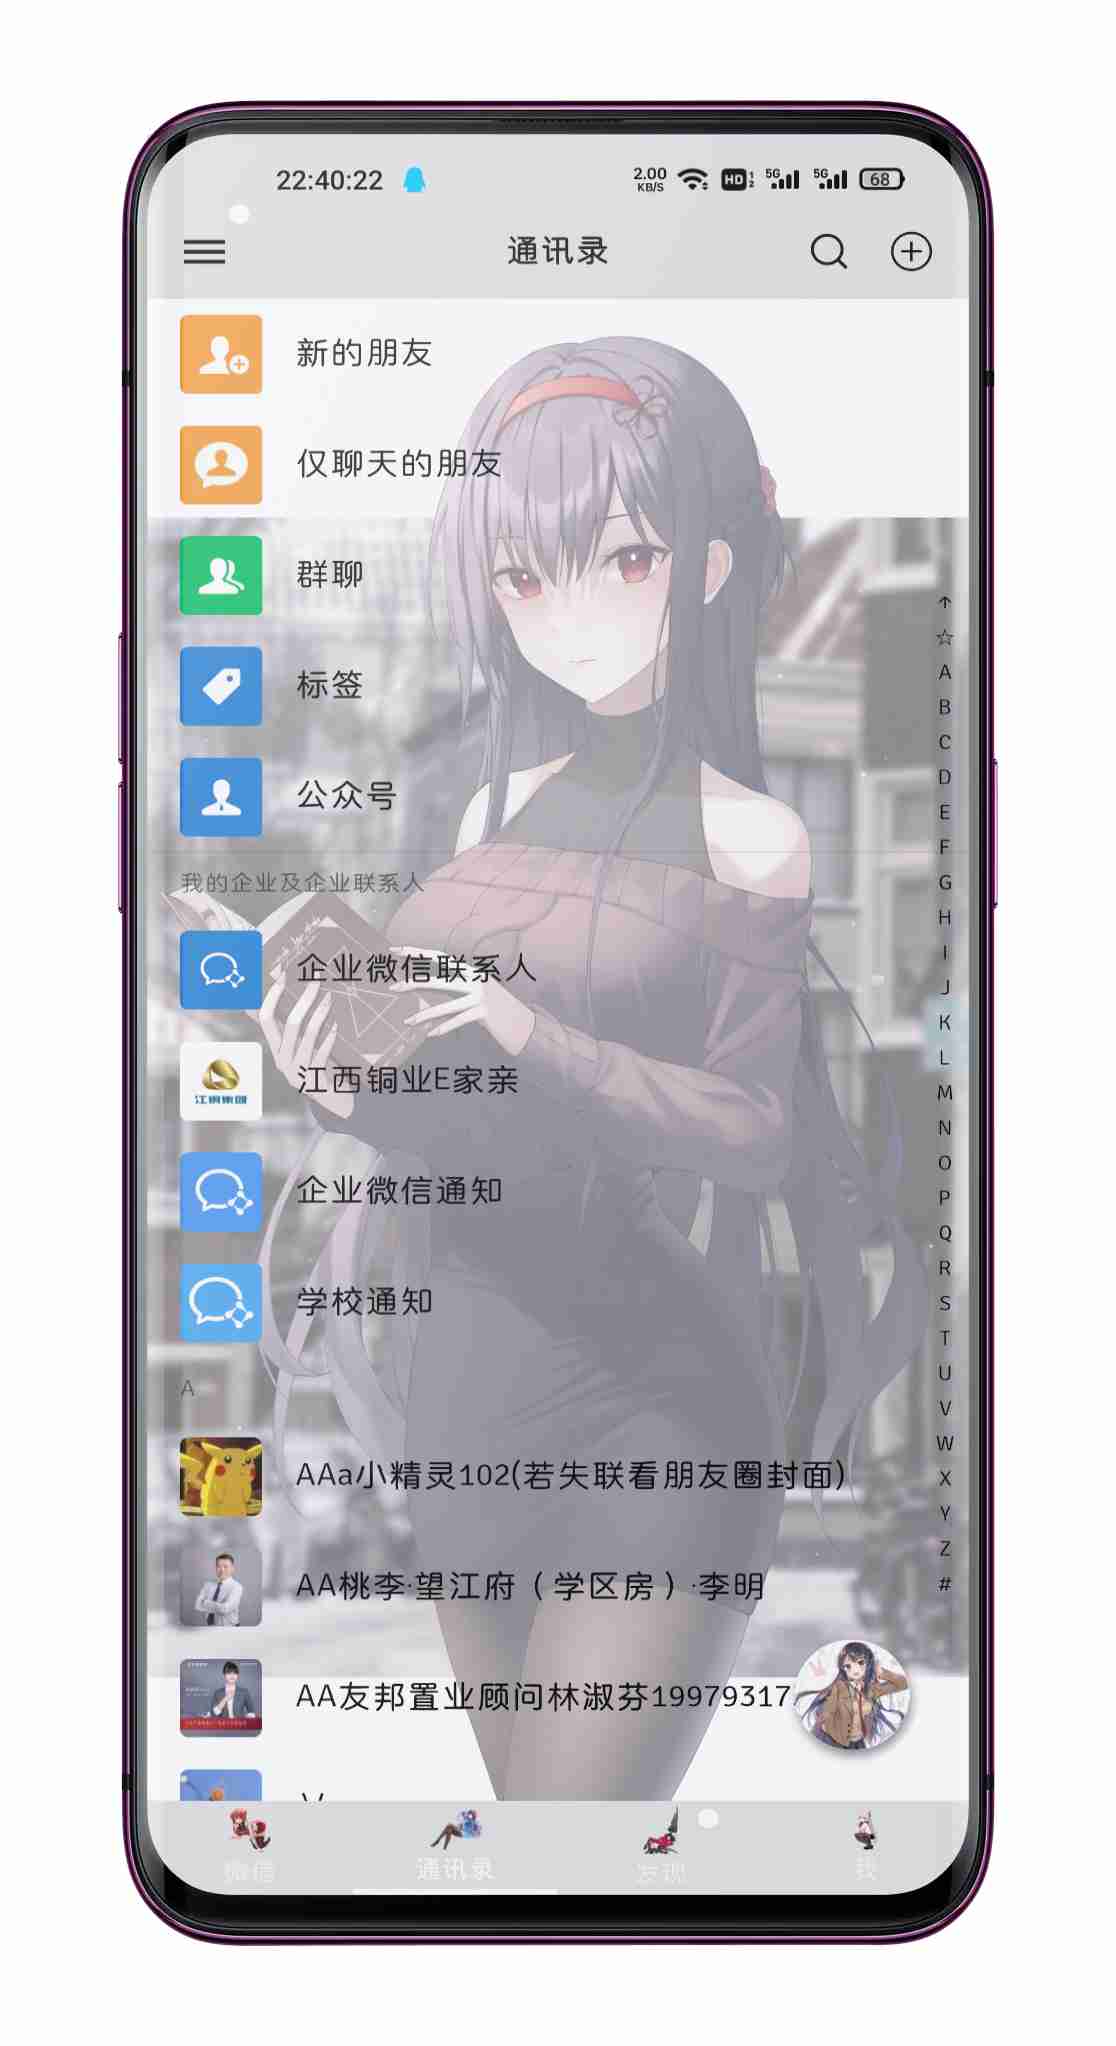 22:40:22
2.00 KB/S HD 1 2 5G 5G 68
通讯录
新的朋友
仅聊天的朋友
群聊
标签
公众号
我的企业及企业联系人
企业微信联系人
江铜集团
江西铜业E家亲
企业微信通知
学校通知
A
AAa小精灵102(若失联看朋友圈封面)
AA桃李·望江府（学区房）·李明
AA友邦置业顾问林淑芬19979317
↑
☆
A
B
C
D
E
F
G
H
I
J
K
L
M
N
O
P
Q
R
S
T
U
V
W
X
Y
Z
#
微信
通讯录
发现
我